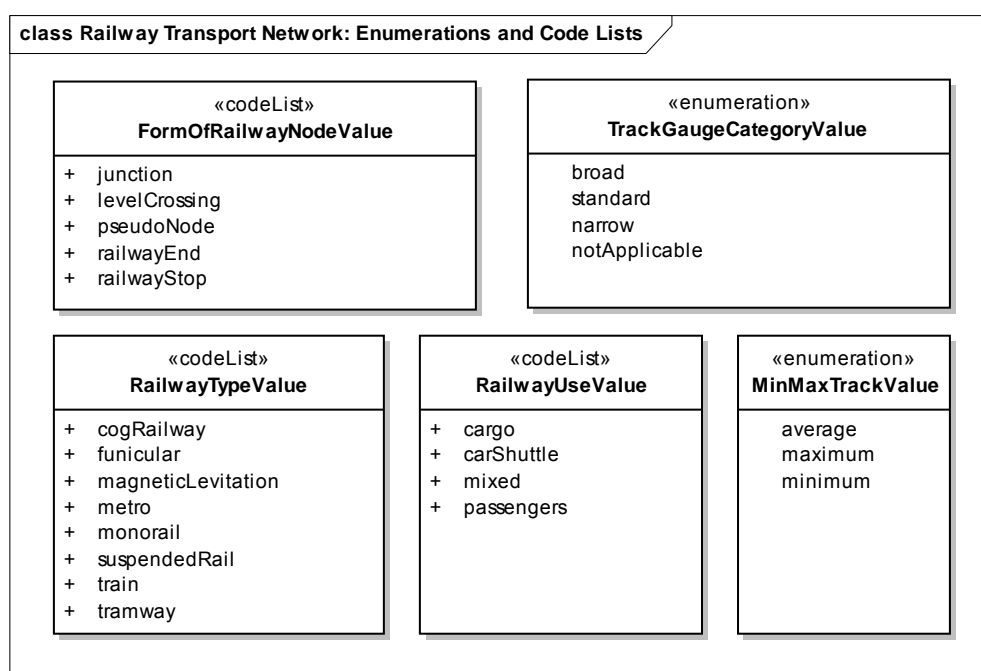 class Railway Transport Network: Enumerations and Code Lists
«codeList»
FormOfRailwayNodeValue
+ junction
+ levelCrossing
+ pseudoNode
+ railwayEnd
+ railwayStop
«enumeration»
TrackGaugeCategoryValue
broad
standard
narrow
notApplicable
«codeList»
RailwayTypeValue
+ cogRailway
+ funicular
+ magneticLevitation
+ metro
+ monorail
+ suspendedRail
+ train
+ tramway
«codeList»
RailwayUseValue
+ cargo
+ carShuttle
+ mixed
+ passengers
«enumeration»
MinMaxTrackValue
average
maximum
minimum